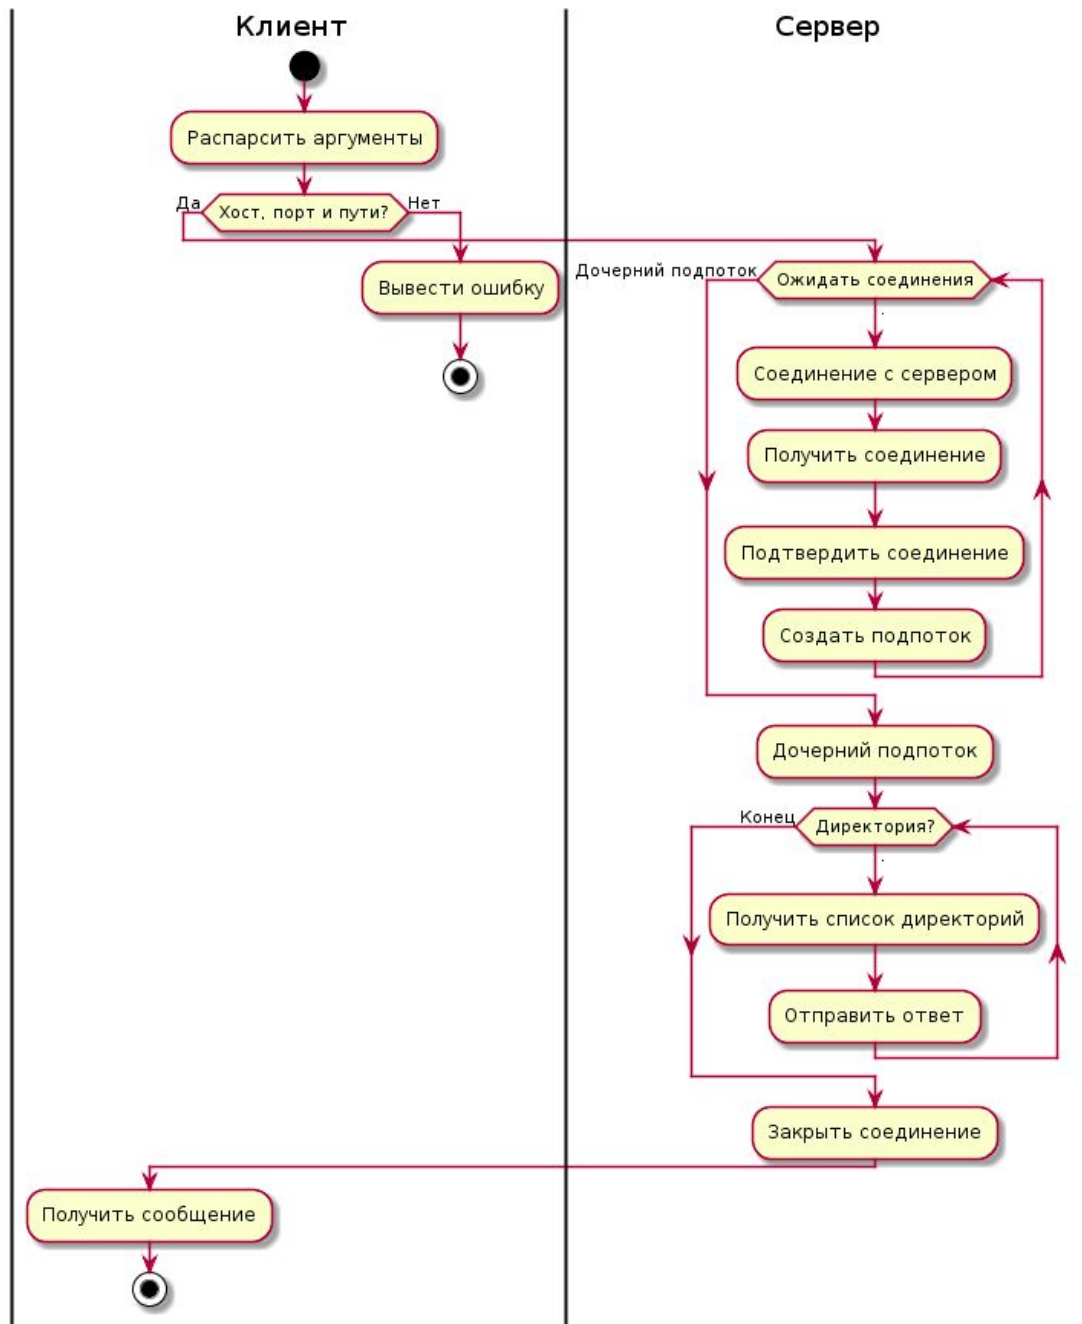 Клиент
Сервер
Распарсить аргументы
Да
Хост, порт и пути?
Нет
Вывести ошибку
Дочерний подпоток
Ожидать соединения
.
Соединение с сервером
Получить соединение
Подтвердить соединение
Создать подпоток
Дочерний подпоток
Конец
Директория?
.
Получить список директорий
Отправить ответ
Закрыть соединение
Получить сообщение